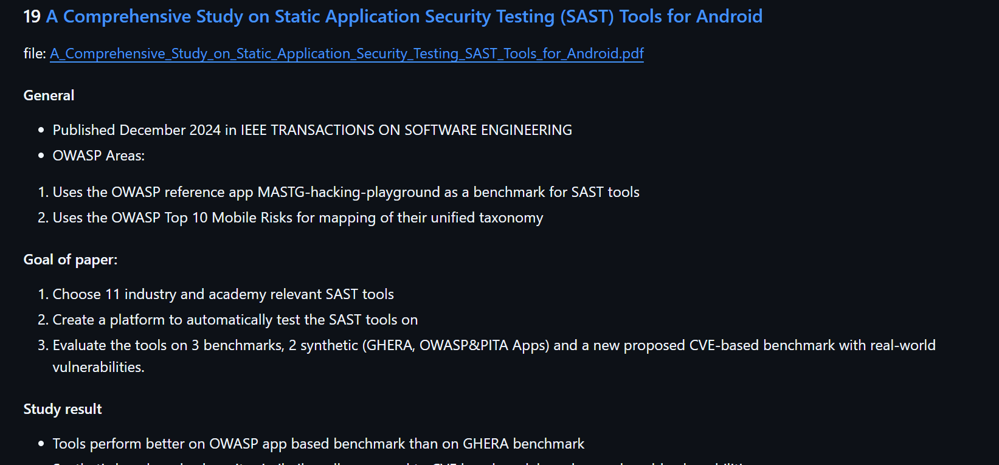 19 A Comprehensive Study on Static Application Security Testing (SAST) Tools for Android
file: A_Comprehensive_Study_on_Static_Application_Security_Testing_SAST_Tools_for_Android.pdf
General
• Published December 2024 in IEEE TRANSACTIONS ON SOFTWARE ENGINEERING
• OWASP Areas:
1. Uses the OWASP reference app MASTG-hacking-playground as a benchmark for SAST tools
2. Uses the OWASP Top 10 Mobile Risks for mapping of their unified taxonomy
Goal of paper:
1. Choose 11 industry and academy relevant SAST tools
2. Create a platform to automatically test the SAST tools on
3. Evaluate the tools on 3 benchmarks, 2 synthetic (GHERA, OWASP&PITA Apps) and a new proposed CVE-based benchmark with real-world
vulnerabilities.
Study result
• Tools perform better on OWASP app based benchmark than on GHERA benchmark